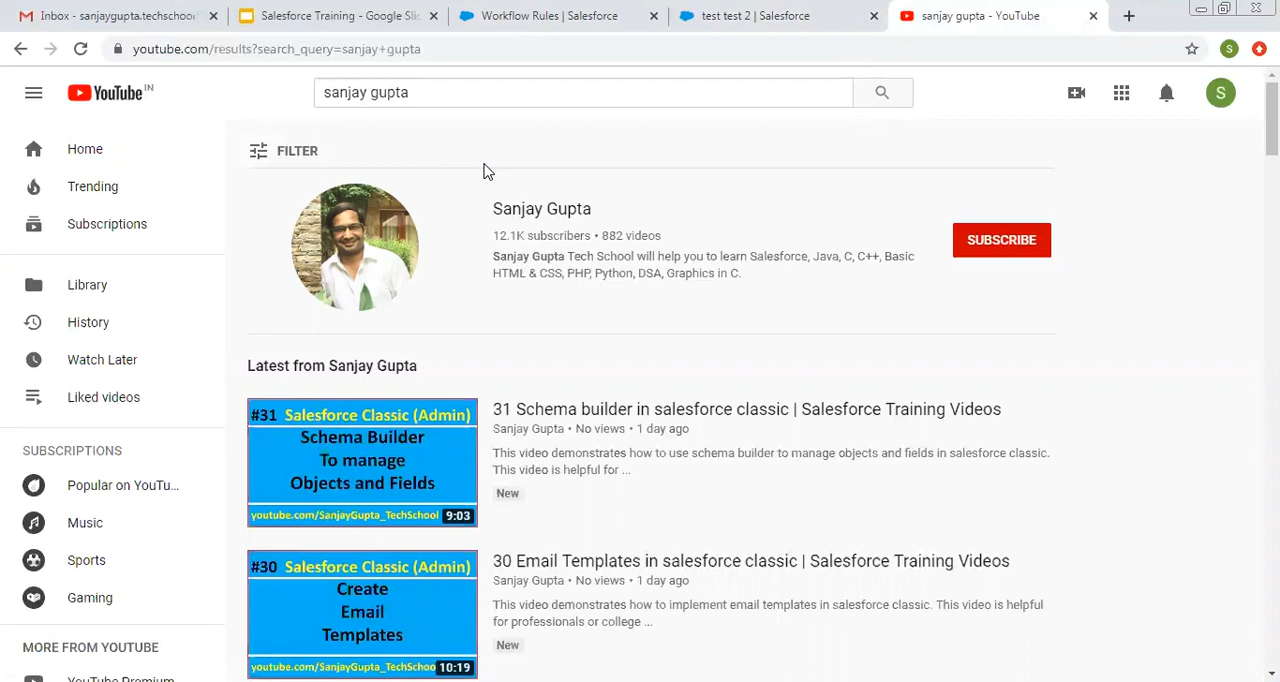 Inbox - sanjaygupta.techschool
Salesforce Training - Google Slid
Workflow Rules | Salesforce
test test 2 | Salesforce
sanjay gupta - YouTube
youtube.com/results?search_query=sanjay+gupta
S
YouTube IN
sanjay gupta
S
Home
Trending
Subscriptions
Library
History
Watch Later
Liked videos
SUBSCRIPTIONS
Popular on YouTu...
Music
Sports
Gaming
MORE FROM YOUTUBE
YouTube Premium
FILTER
Sanjay Gupta
12.1K subscribers • 882 videos
Sanjay Gupta Tech School will help you to learn Salesforce, Java, C, C++, Basic
HTML & CSS, PHP, Python, DSA, Graphics in C.
SUBSCRIBE
Latest from Sanjay Gupta
#31 Salesforce Classic (Admin)
Schema Builder
To manage
Objects and Fields
youtube.com/SanjayGupta_TechSchool
9:03
31 Schema builder in salesforce classic | Salesforce Training Videos
Sanjay Gupta • No views • 1 day ago
This video demonstrates how to use schema builder to manage objects and fields in salesforce classic.
This video is helpful for ...
New
#30 Salesforce Classic (Admin)
Create
Email
Templates
youtube.com/SanjayGupta_TechSchoo
10:19
30 Email Templates in salesforce classic | Salesforce Training Videos
Sanjay Gupta • No views • 1 day ago
This video demonstrates how to implement email templates in salesforce classic. This video is helpful
for professionals or college ...
New